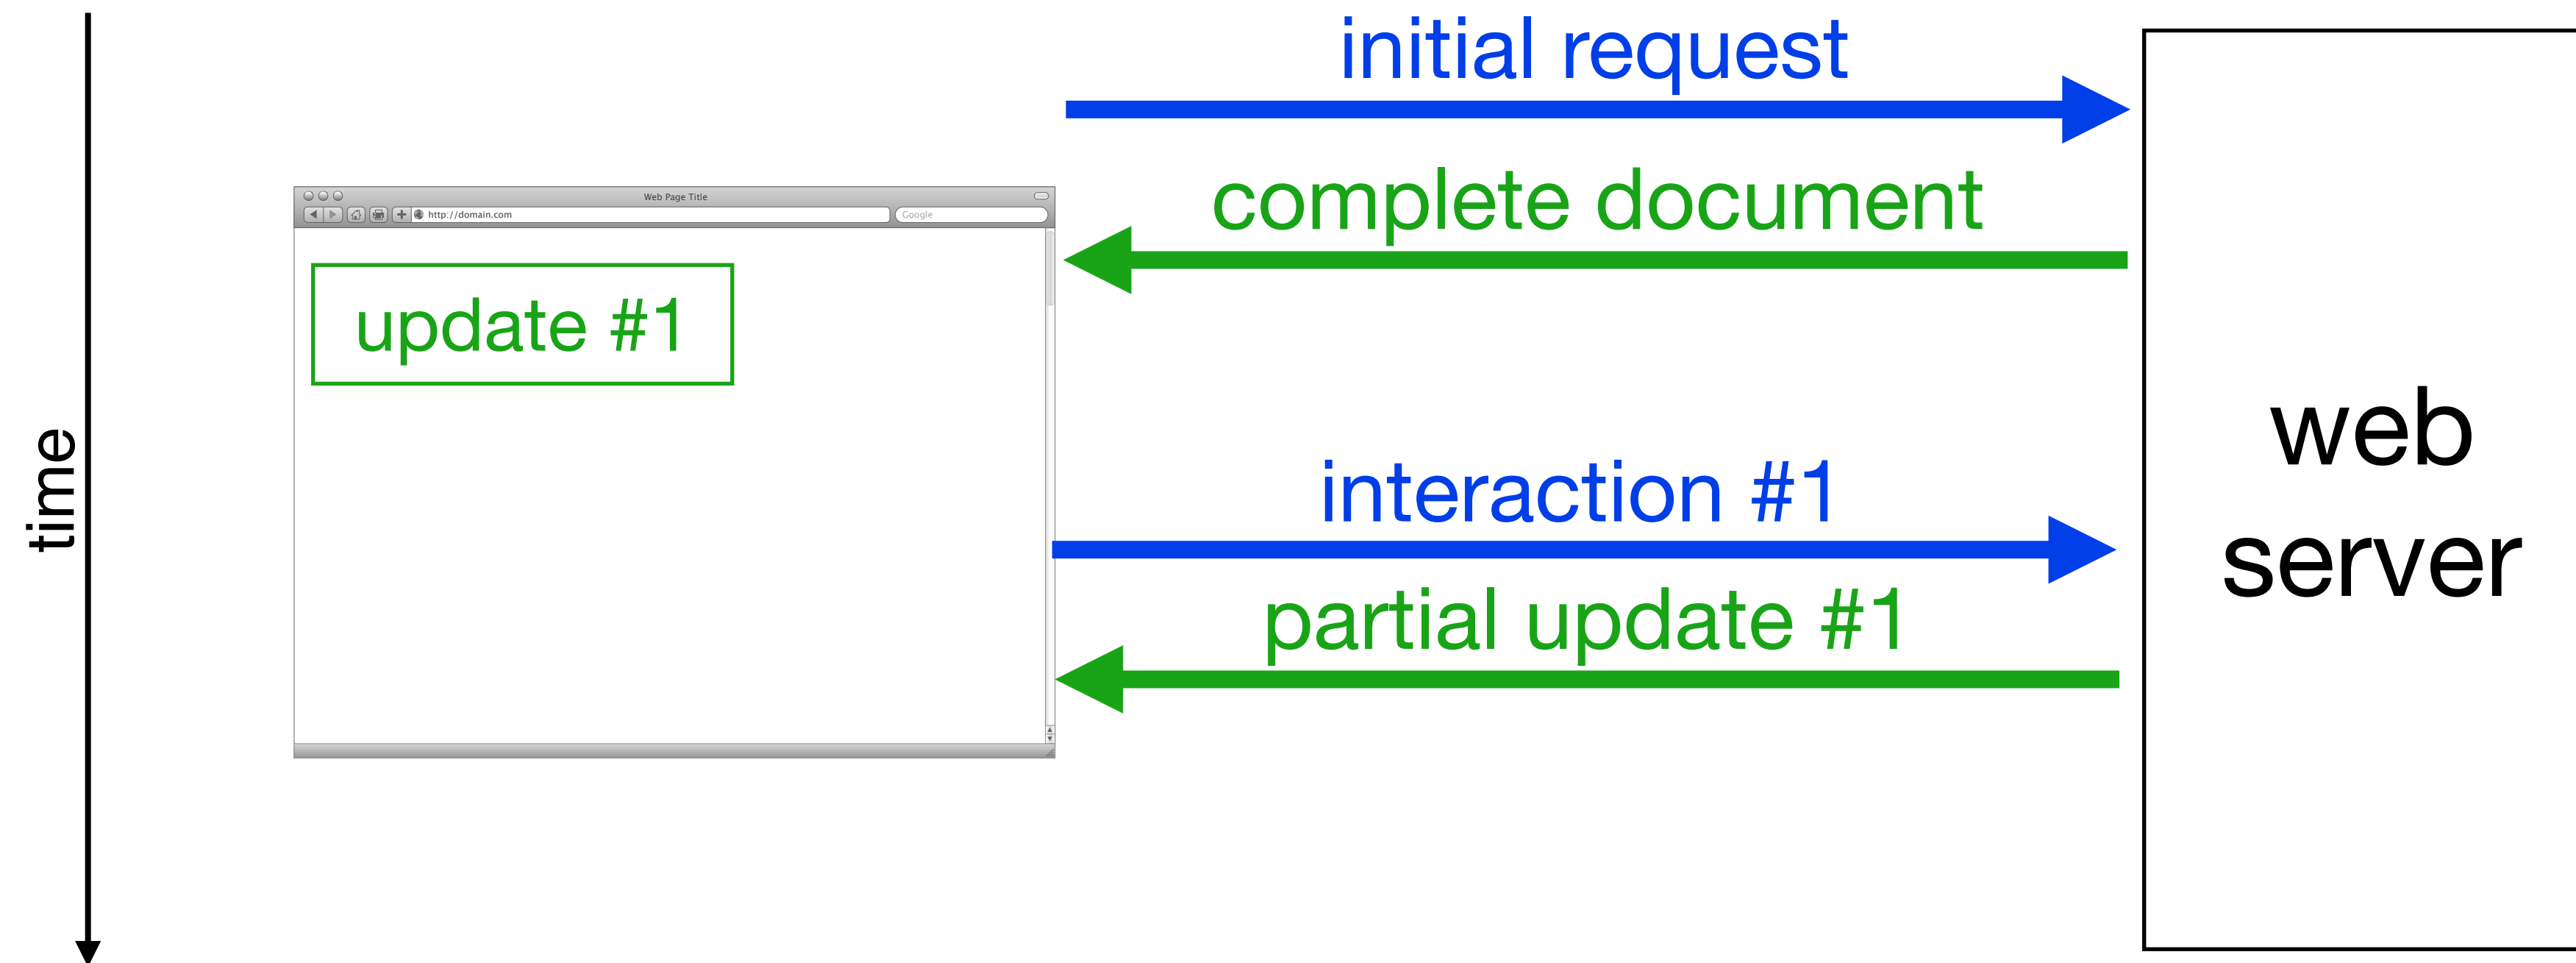 initial request
complete document
Web Page Title
http://domain.com
Google
update #1
time
interaction #1
partial update #1
web
server